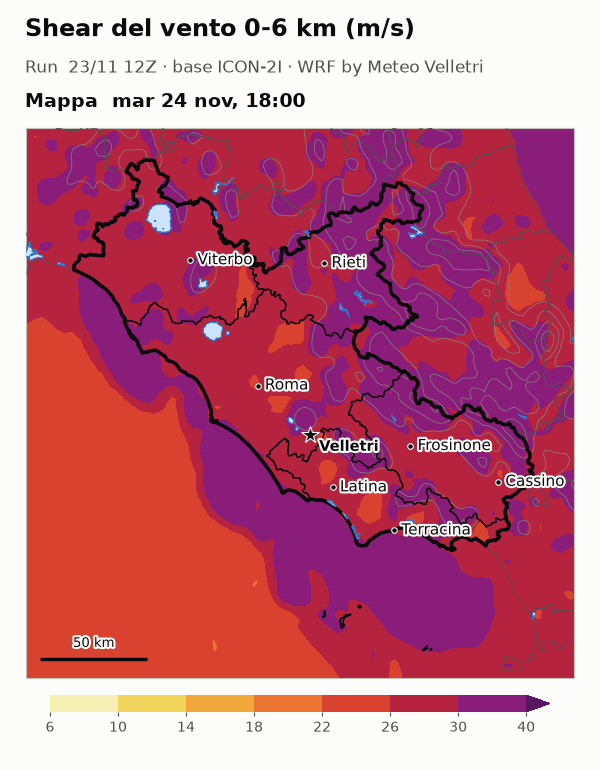 Shear del vento 0-6 km (m/s)
Run  23/11 12Z · base ICON-2I · WRF by Meteo Velletri
Mappa  mar 24 nov, 18:00
Viterbo
Rieti
Roma
Velletri
Frosinone
Latina
Cassino
Terracina
50 km
6 10 14 18 22 26 30 40